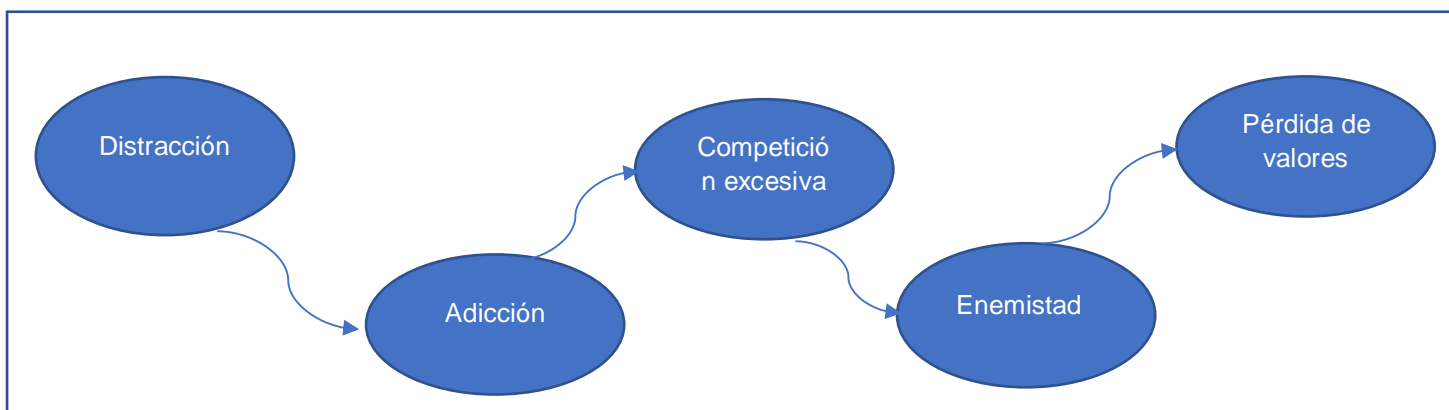 Distracción
Adicción
Competició
n excesiva
Enemistad
Pérdida de
valores